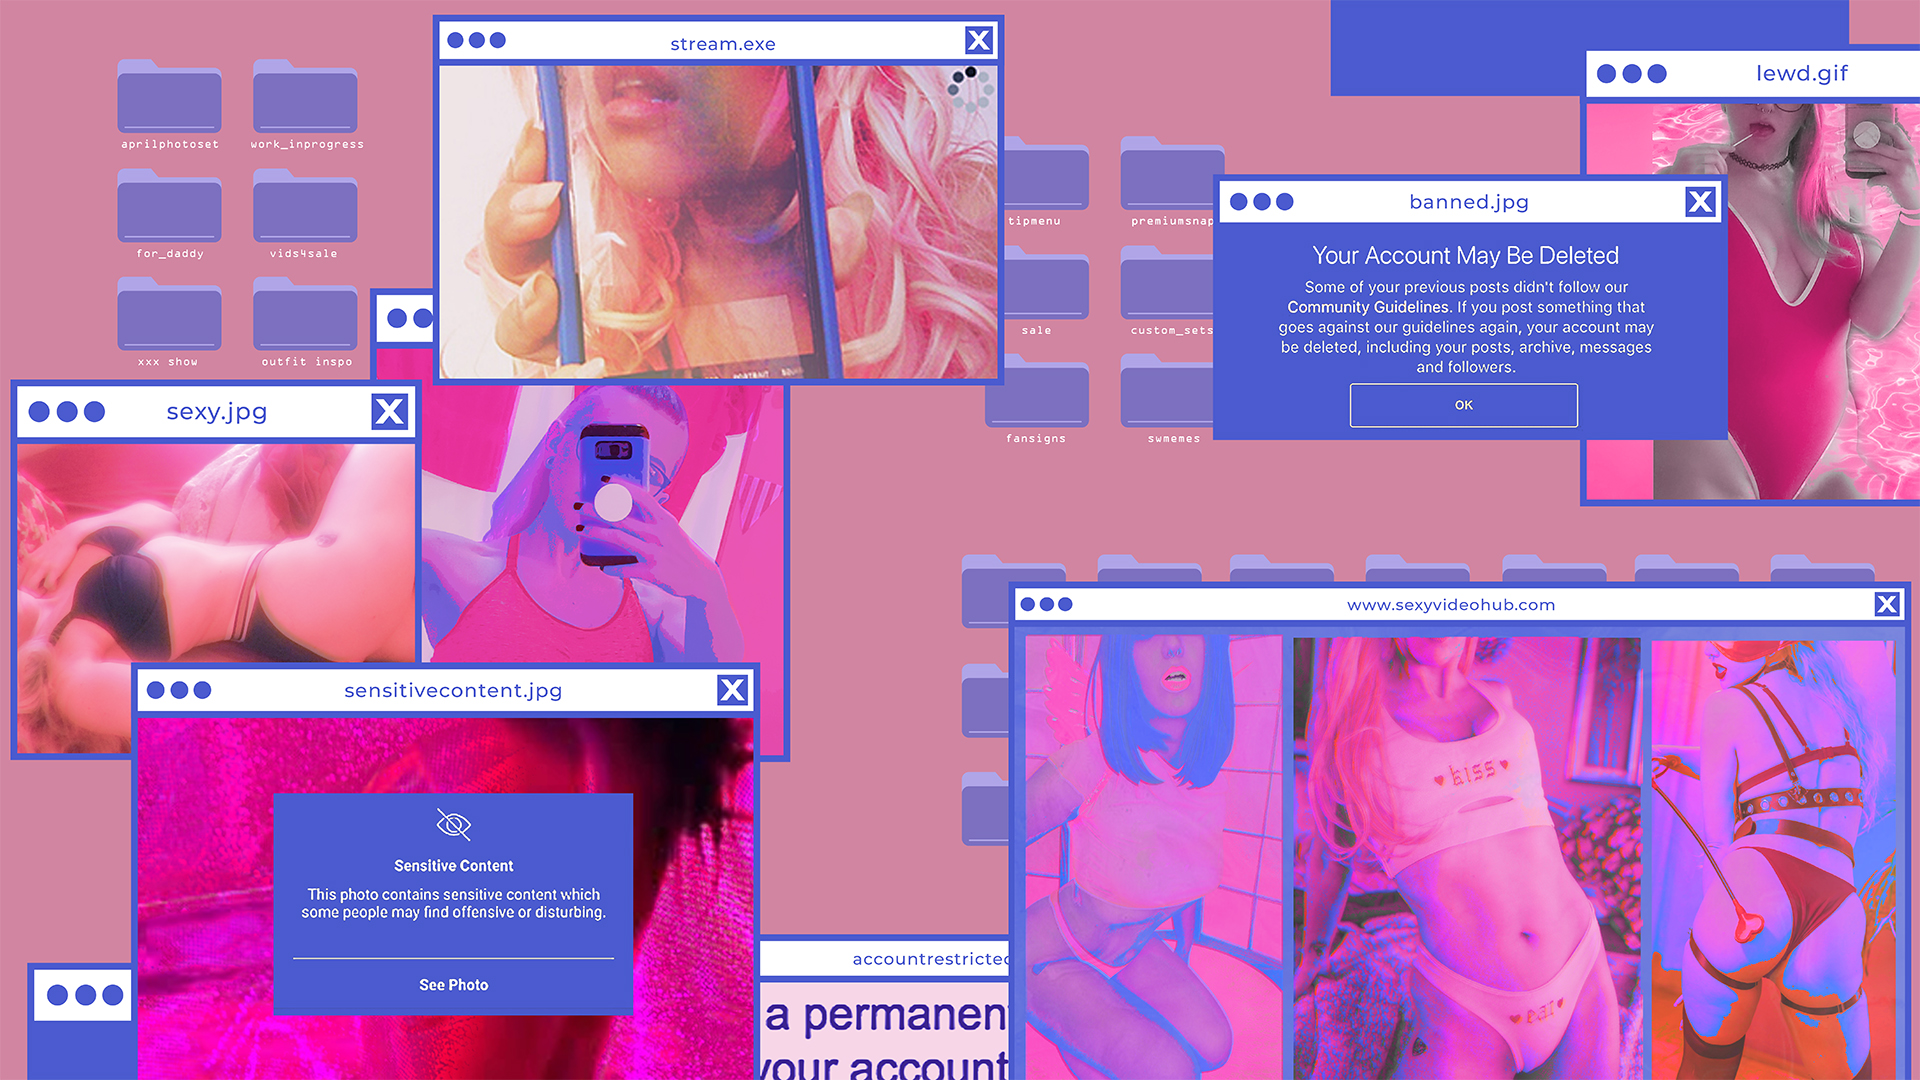 stream.exe
lewd.gif
aprilphotoset
work_inprogress
tipmenu
premiumsnap
banned.jpg
Your Account May Be Deleted
Some of your previous posts didn't follow our
Community Guidelines. If you post something that
goes against our guidelines again, your account may
be deleted, including your posts, archive, messages
and followers.
OK
for_daddy
vids4sale
sale
custom_sets
xxx show
outfit inspo
fansigns
swmemes
sexy.jpg
www.sexyvideohub.com
kiss
sensitivecontent.jpg
Sensitive Content
This photo contains sensitive content which
some people may find offensive or disturbing.
See Photo
accountrestricted
a permanent
your account